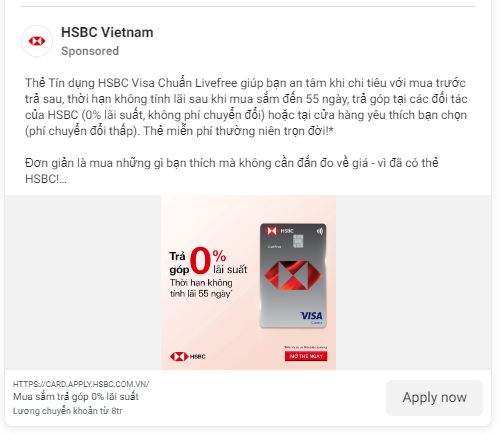 HSBC Vietnam
Sponsored
Thẻ Tín dụng HSBC Visa Chuẩn Livefree giúp bạn an tâm khi chi tiêu với mua trước
trả sau, thời hạn không tính lãi sau khi mua sắm đến 55 ngày, trả góp tại các đối tác
của HSBC (0% lãi suất, không phí chuyển đổi) hoặc tại cửa hàng yêu thích bạn chọn
(phí chuyển đổi thấp). Thẻ miễn phí thường niên trọn đời!*
Đơn giản là mua những gì bạn thích mà không cần đắn đo về giá - vì đã có thẻ
HSBC!...
HSBC
LiveFree
Trả góp 0% lãi suất
Thời hạn không
tính lãi 55 ngày*
VISA
HSBC
MỞ THẺ NGAY
HTTPS://CARD.APPLY.HSBC.COM.VN/
Mua sắm trả góp 0% lãi suất
Lương chuyển khoản từ 8tr
Apply now